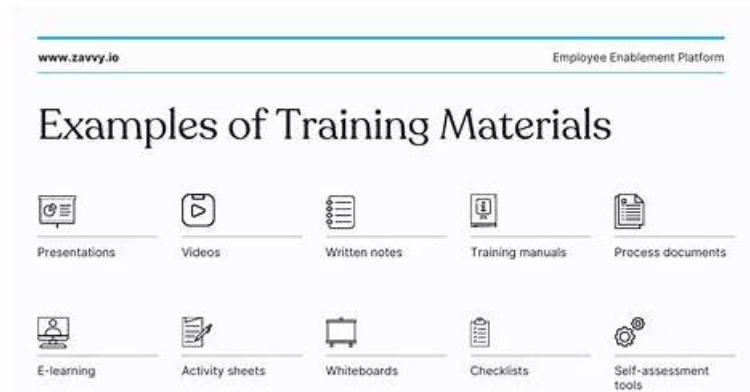 www.zavvy.io
Employee Enablement Platform
Examples of Training Materials
Presentations
Videos
Written notes
Training manuals
Process documents
E-learning
Activity sheets
Whiteboards
Checklists
Self-assessment
tools